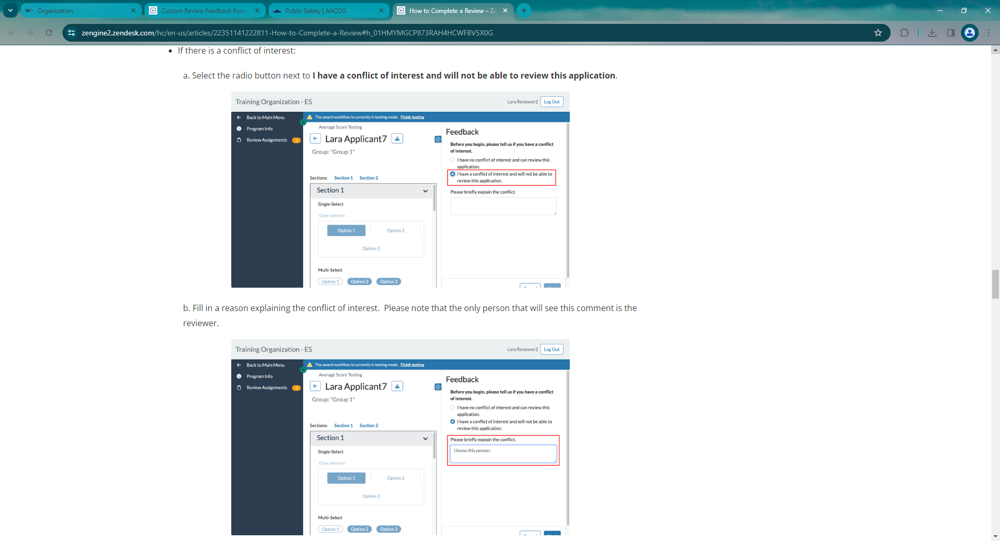 Organization
Custom Review Feedback Form
Public Safety | AACOG
How to Complete a Review – Ze
zengine2.zendesk.com/hc/en-us/articles/22351141222811-How-to-Complete-a-Review#h_01HMYMGCP873RAH4HCWFBV5X0G
If there is a conflict of interest:
a. Select the radio button next to I have a conflict of interest and will not be able to review this application.
Training Organization - ES
Lara Reviewer2 Log Out
Back to Main Menu
Program Info
Review Assignments 3
The award workflow is currently in testing mode. Finish testing
Average Score Testing
Lara Applicant7
Group: "Group 1"
Sections: Section 1 Section 2
Section 1
Single-Select
Clear selection
Option 1 Option 2
Option 3
Multi-Select
Option 1 Option 2 Option 3
Feedback
Before you begin, please tell us if you have a conflict
of interest.
I have no conflict of interest and can review this
application.
I have a conflict of interest and will not be able to
review this application.
Please briefly explain the conflict.
b. Fill in a reason explaining the conflict of interest.  Please note that the only person that will see this comment is the
reviewer.
Training Organization - ES
Lara Reviewer2 Log Out
Back to Main Menu
Program Info
Review Assignments 3
The award workflow is currently in testing mode. Finish testing
Average Score Testing
Lara Applicant7
Group: "Group 1"
Sections: Section 1 Section 2
Section 1
Single-Select
Clear selection
Option 1 Option 2
Option 3
Multi-Select
Option 1 Option 2 Option 3
Feedback
Before you begin, please tell us if you have a conflict
of interest.
I have no conflict of interest and can review this
application.
I have a conflict of interest and will not be able to
review this application.
Please briefly explain the conflict.
I know this person.